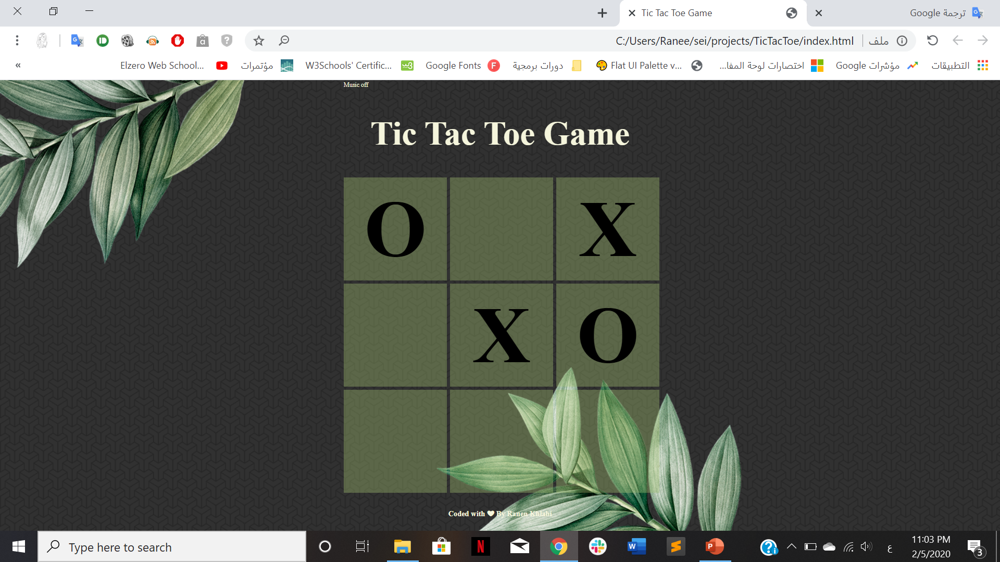 Tic Tac Toe Game
ترجمة Google
C:/Users/Ranee/sei/projects/TicTacToe/index.html
ملف
التطبيقات
مؤشرات Google
اختصارات لوحة المفا...
Flat UI Palette v...
دورات برمجية
Google Fonts
W3Schools' Certific...
مؤتمرات
Elzero Web School...
Music off
Tic Tac Toe Game
O X
X O
Coded with ❤ By Ranen Khlabi
Type here to search
ع
11:03 PM
2/5/2020
3